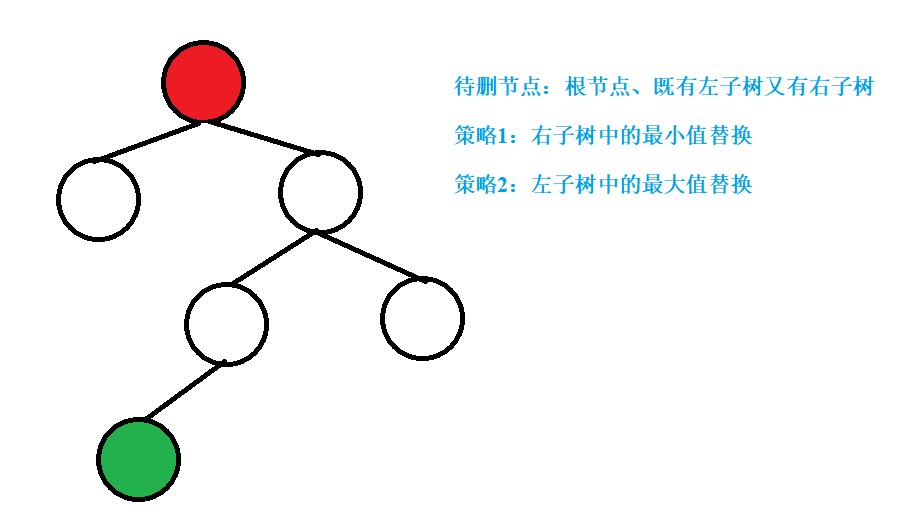 待删节点：根节点、既有左子树又有右子树
策略1：右子树中的最小值替换
策略2：左子树中的最大值替换